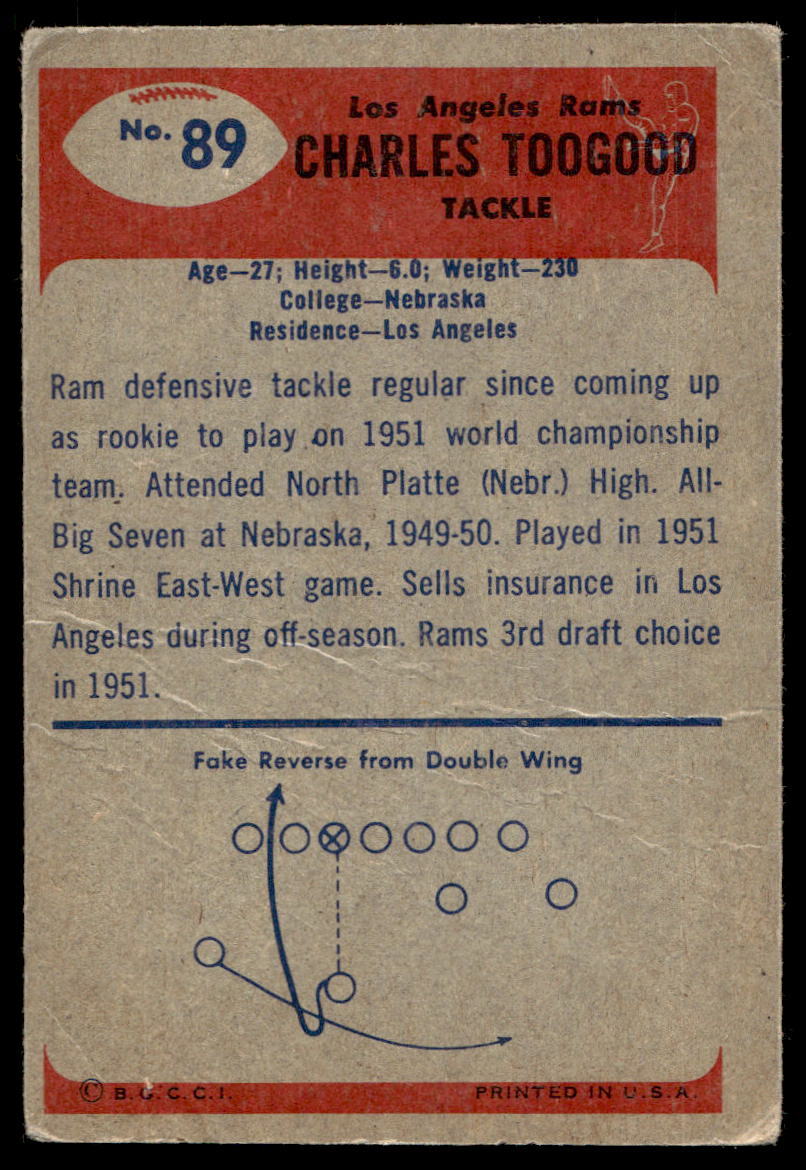 No. 89
Los Angeles Rams
CHARLES TOOGOOD
TACKLE
Age—27; Height—6.0; Weight—230
College—Nebraska
Residence—Los Angeles
Ram defensive tackle regular since coming up
as rookie to play on 1951 world championship
team. Attended North Platte (Nebr.) High. All-
Big Seven at Nebraska, 1949-50. Played in 1951
Shrine East-West game. Sells insurance in Los
Angeles during off-season. Rams 3rd draft choice
in 1951.
Fake Reverse from Double Wing
© B. G. C. C. I.
PRINTED IN U.S.A.